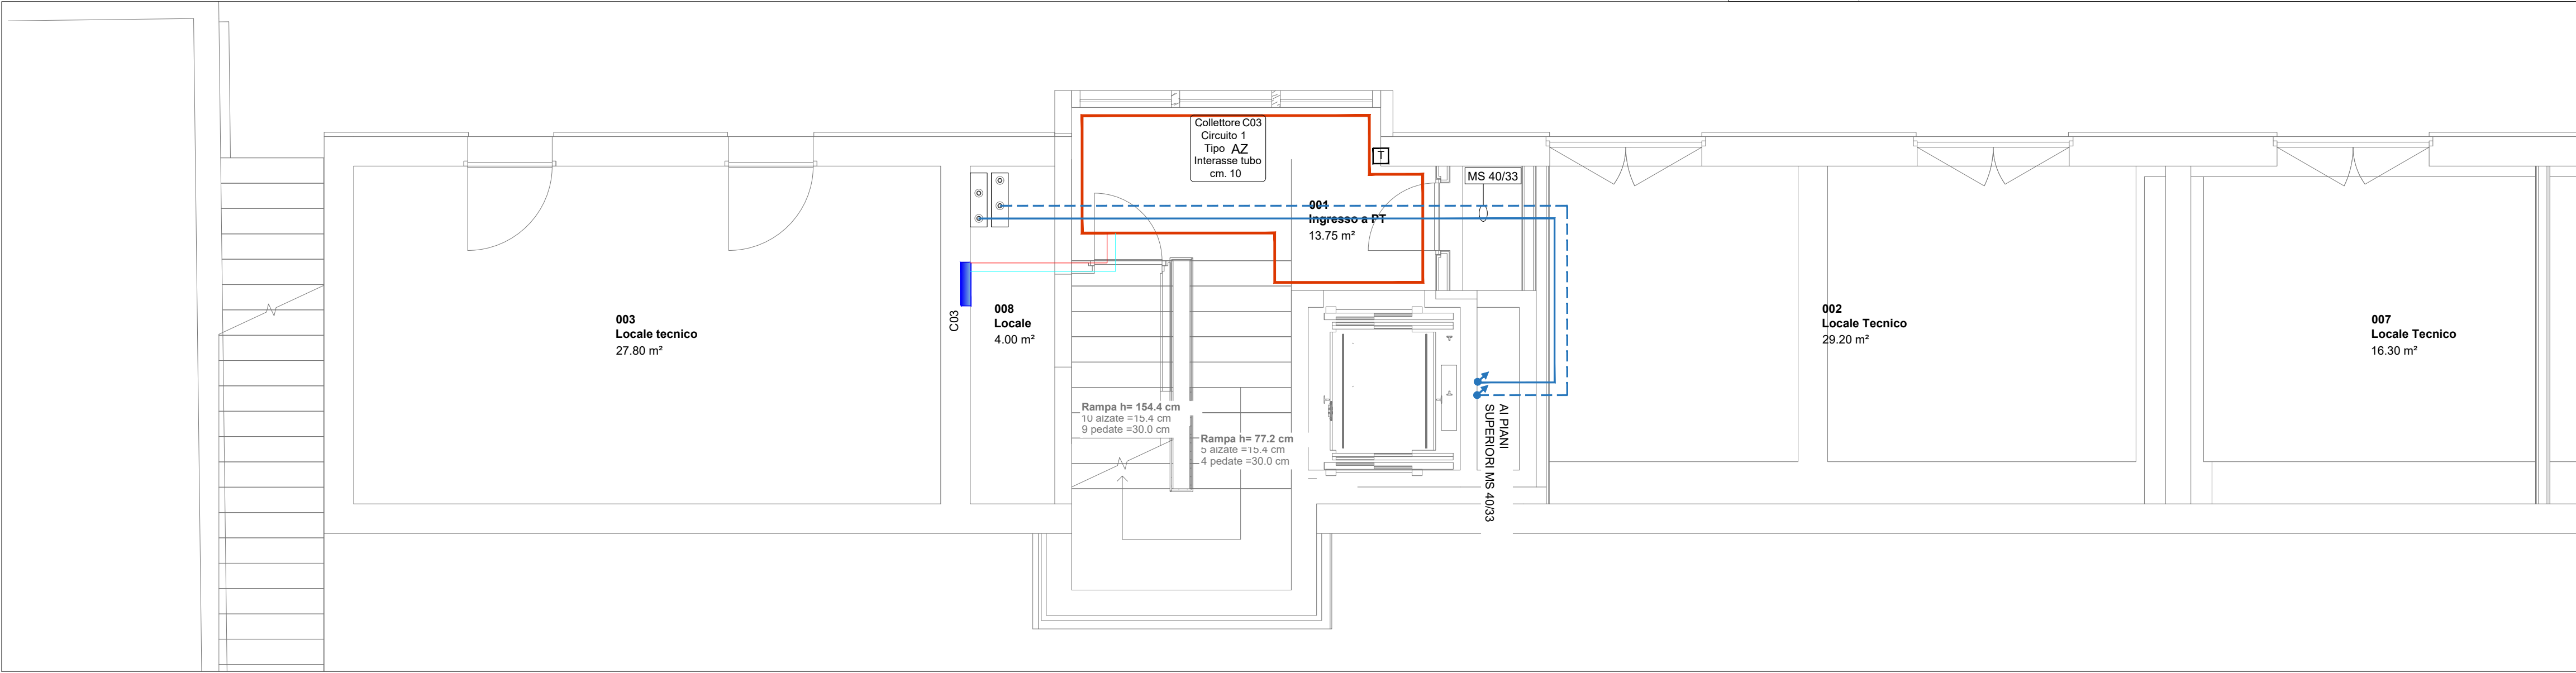 Collettore C03
Circuito 1
Tipo AZ
Interasse tubo
cm. 10
T
MS 40/33
001
Ingresso a PT
13.75 m²
003
Locale tecnico
27.80 m²
C03
008
Locale
4.00 m²
002
Locale Tecnico
29.20 m²
007
Locale Tecnico
16.30 m²
Rampa h= 154.4 cm
10 alzate =15.4 cm
9 pedate =30.0 cm
Rampa h= 77.2 cm
5 alzate =15.4 cm
4 pedate =30.0 cm
AI PIANI
SUPERIORI MS 40/33